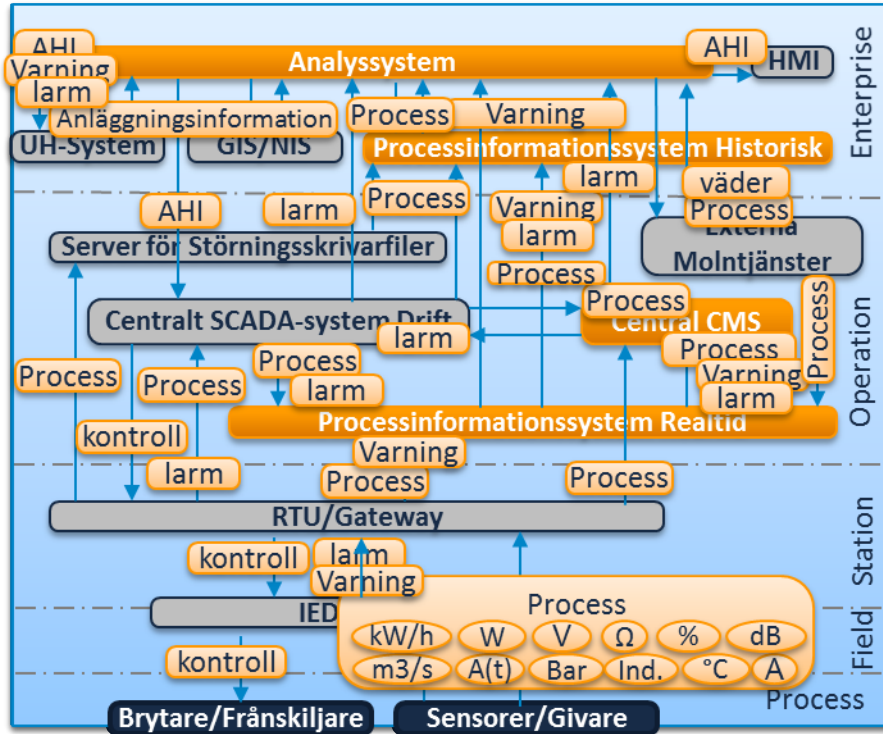 AHI
Varning
larm
Analyssystem
AHI
HMI
Enterprise
Anläggningsinformation
Process
Varning
UH-System
GIS/NIS
Processinformationssystem Historisk
larm
väder
Process
AHI
larm
Process
Varning
larm
Process
Server för Störningsskrivarfiler
Externa
Molntjänster
Process
Centralt SCADA-system Drift
larm
Process
Central CMS
Process
Varning
larm
Operation
Process
Process
Process
larm
kontroll
larm
Processinformationssystem Realtid
Varning
Process
Process
RTU/Gateway
Station
kontroll
larm
Varning
IED
Process
kW/h
W
V
Ω
%
dB
m3/s
A(t)
Bar
Ind.
°C
A
Field
kontroll
Process
Brytare/Frånskiljare
Sensorer/Givare